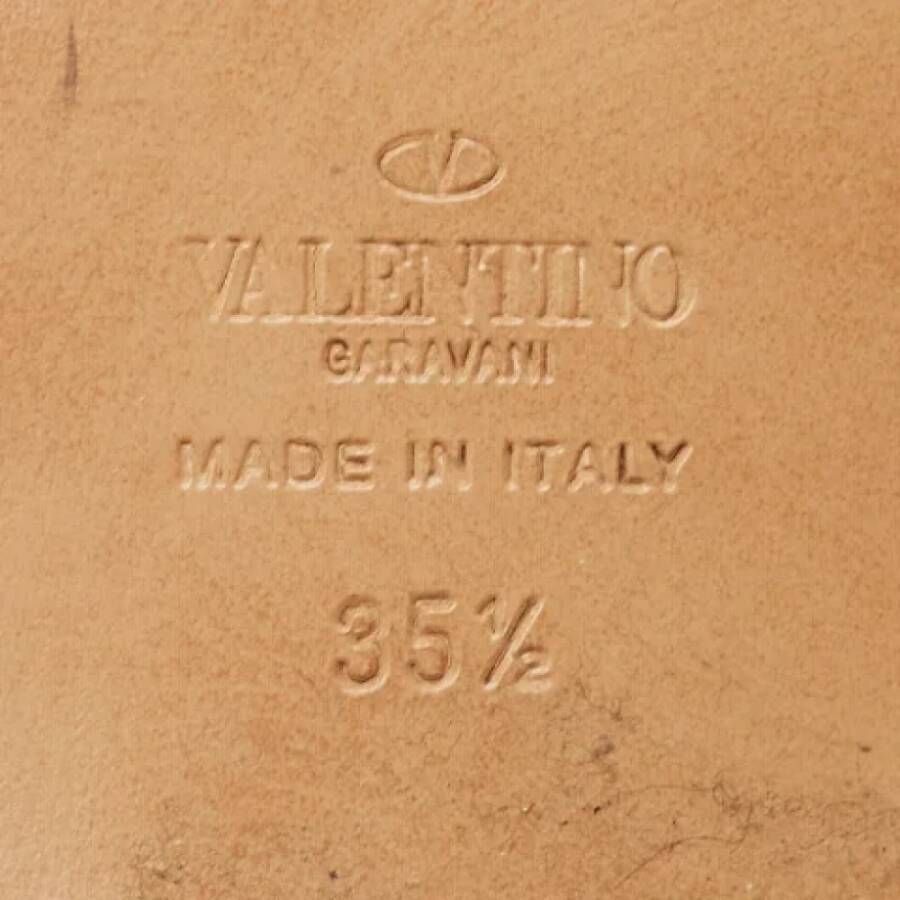 VALENTINO
GARAVANI
MADE IN ITALY
35½